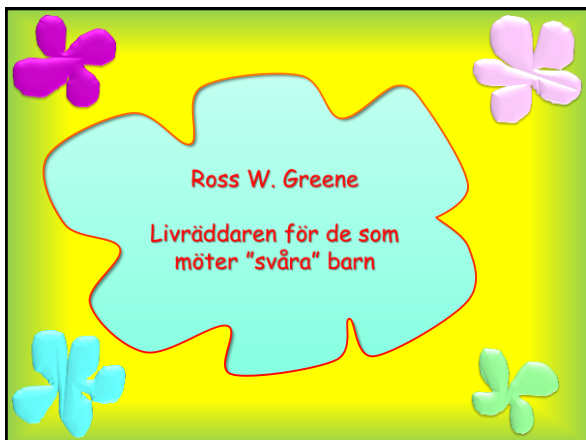 Ross W. Greene
Livräddaren för de som
möter ”svåra” barn